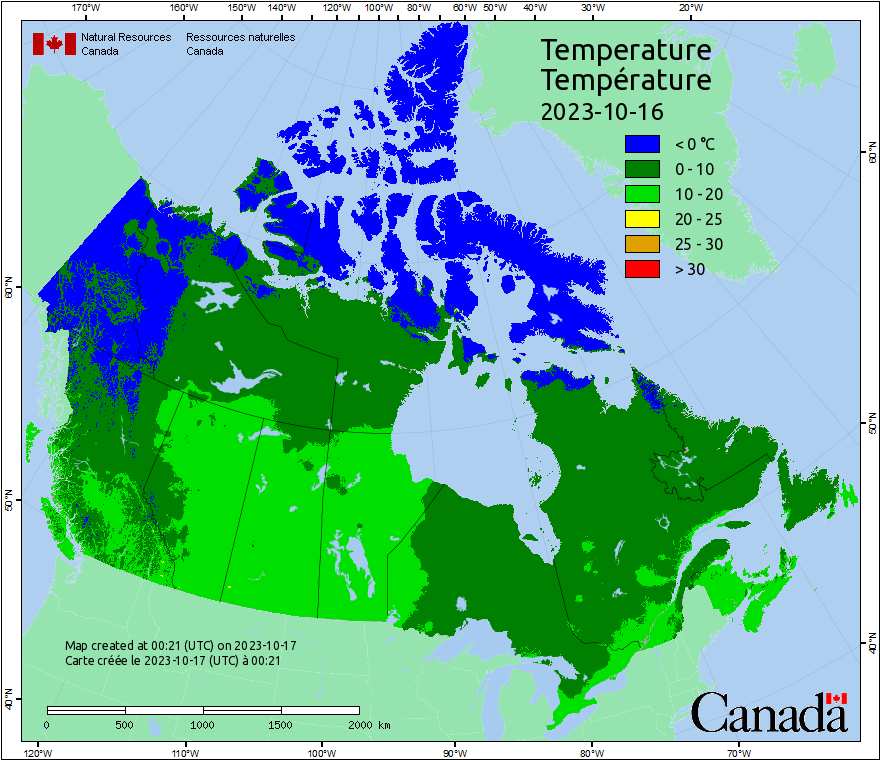 170°W 160°W 150°W 140°W 130°W 120°W 110°W 100°W 90°W 80°W 70°W 60°W 50°W 40°W 30°W 20°W
Natural Resources Canada
Ressources naturelles Canada
Temperature
Température
2023-10-16
< 0 °C
0 - 10
10 - 20
20 - 25
25 - 30
> 30
60°N
50°N
40°N
60°N
50°N
40°N
Map created at 00:21 (UTC) on 2023-10-17
Carte créée le 2023-10-17 (UTC) à 00:21
0 500 1000 1500 2000 km
Canada
120°W 110°W 100°W 90°W 80°W 70°W